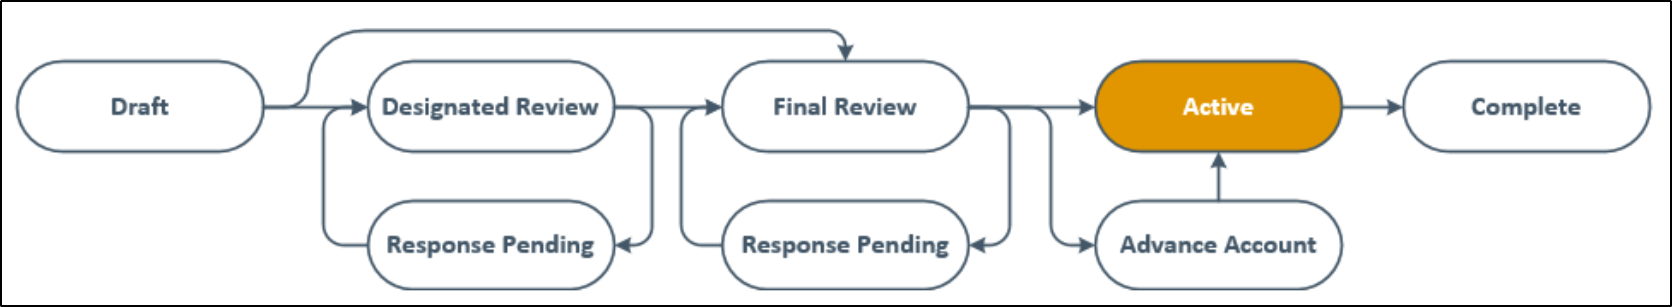 Draft
Designated Review
Final Review
Active
Complete
Response Pending
Response Pending
Advance Account